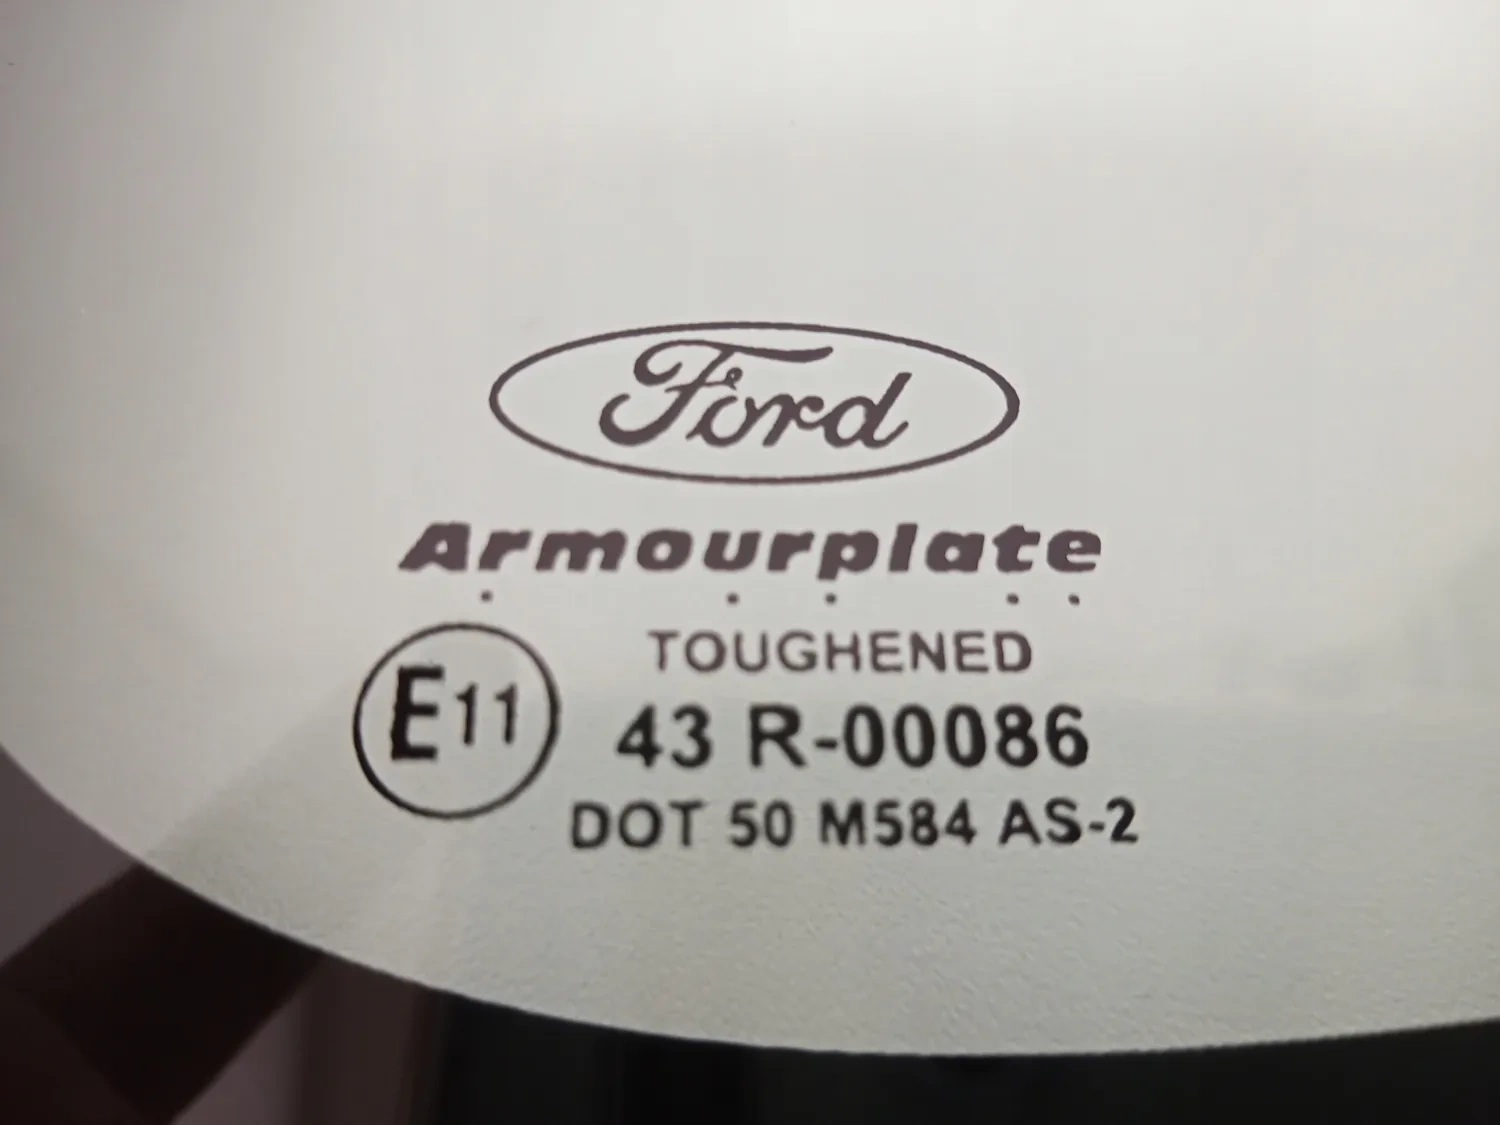 Ford
Armourplate
TOUGHENED
E11
43 R-00086
DOT 50 M584 AS-2